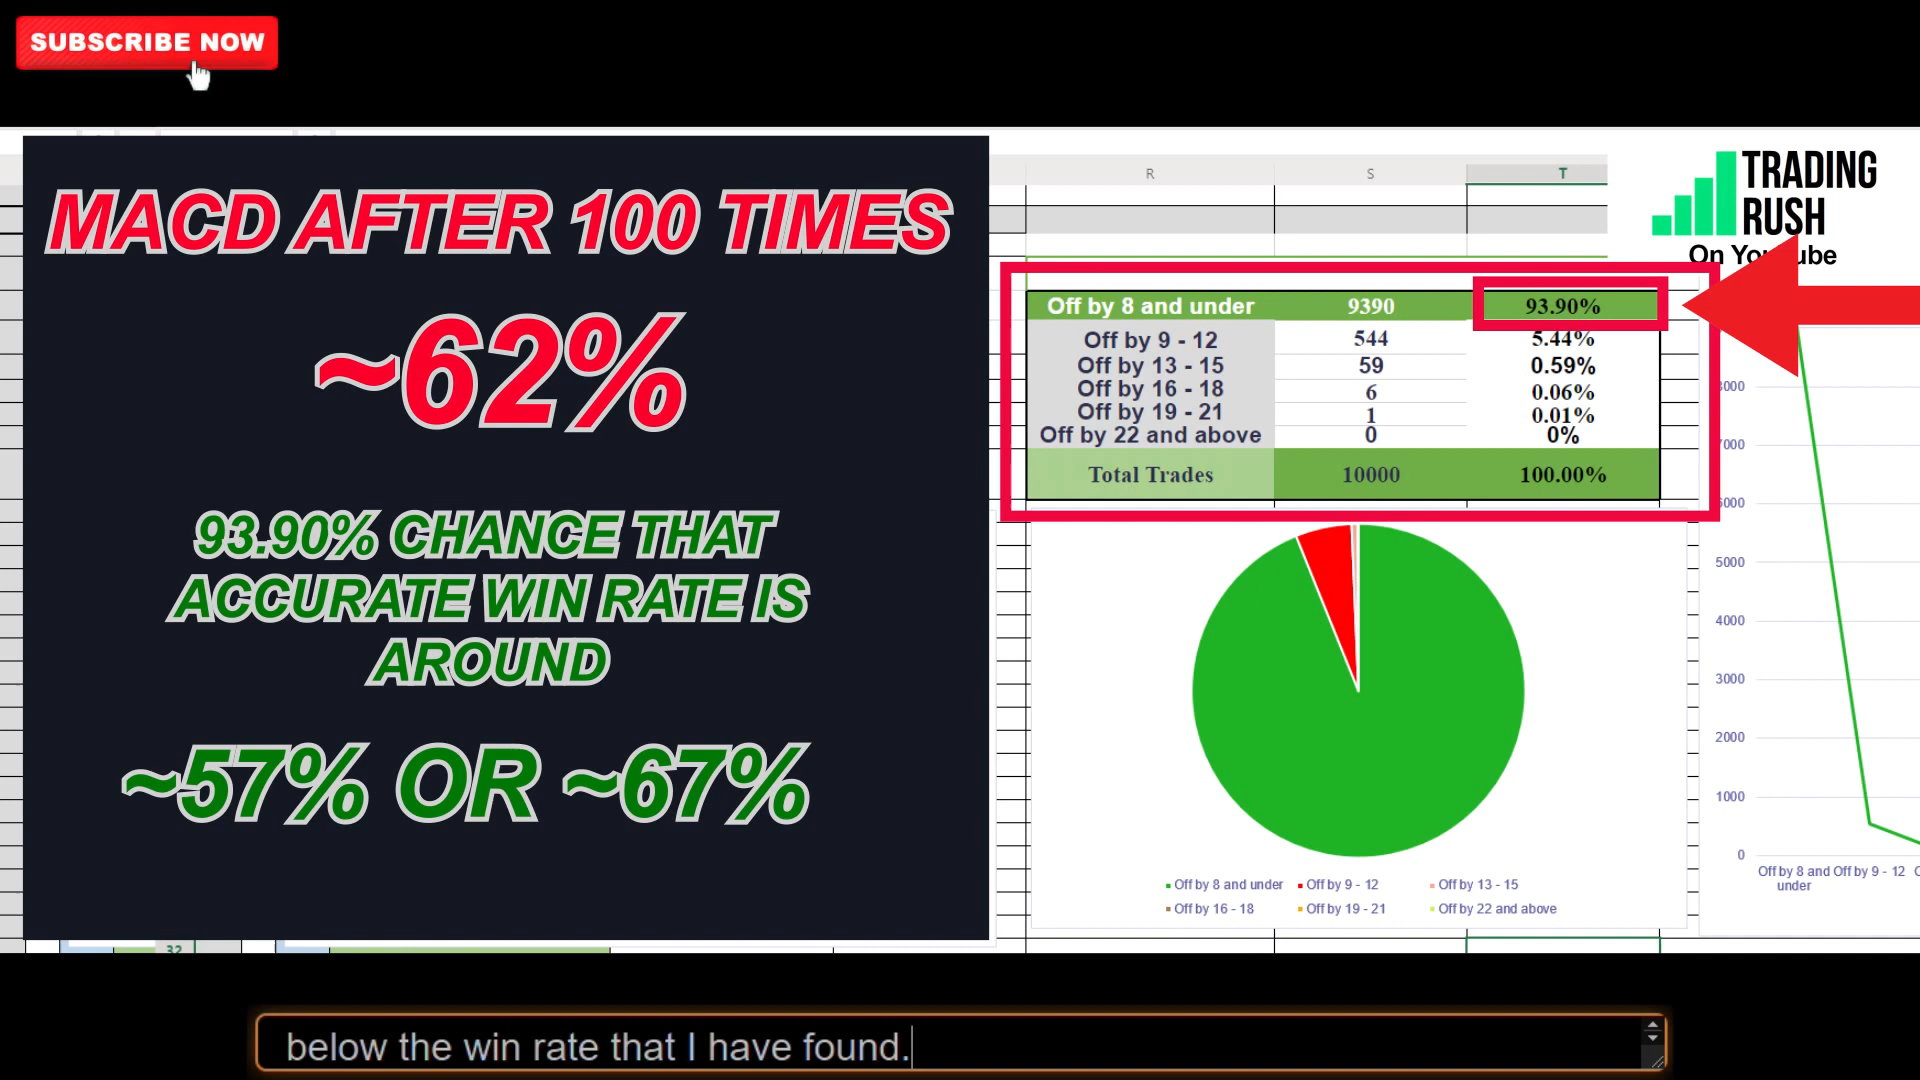 SUBSCRIBE NOW
MACD AFTER 100 TIMES
~62%
93.90% CHANCE THAT
ACCURATE WIN RATE IS
AROUND
~57% OR ~67%
R S T
TRADING
RUSH
On You
ube
Off by 8 and under 9390 93.90%
Off by 9 - 12 544 5.44%
Off by 13 - 15 59 0.59%
Off by 16 - 18 6 0.06%
Off by 19 - 21 1 0.01%
Off by 22 and above 0 0%
Total Trades 10000 100.00%
5000
4000
3000
2000
1000
0
Off by 8 and under
Off by 9 - 12
Off by 8 and under Off by 9 - 12 Off by 13 - 15
Off by 16 - 18 Off by 19 - 21 Off by 22 and above
32
below the win rate that I have found.